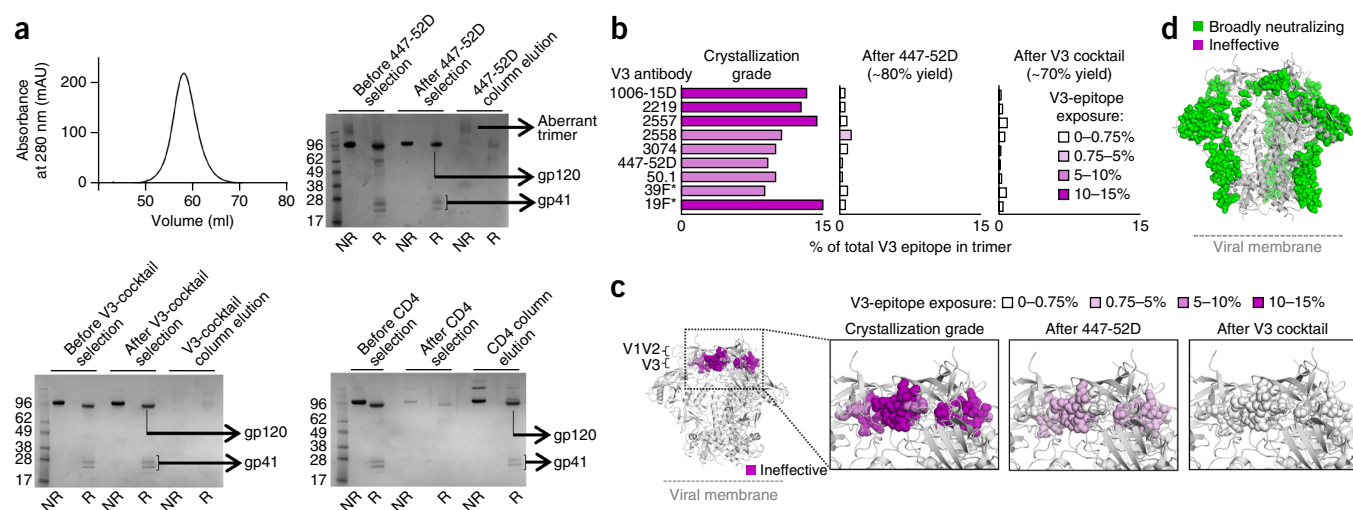 a
Absorbance
at 280 nm (mAU)
200
100
0
50 60 70 80
Volume (ml)
Before 447-52D
selection
After 447-52D
selection
447-52D
column elution
96
62
49
38
28
17
Aberrant
trimer
gp120
gp41
NR R NR R NR R
Before V3-cocktail
selection
After V3-cocktail
selection
V3-cocktail
column elution
96
62
49
38
28
17
gp120
gp41
NR R NR R NR R
Before CD4
selection
After CD4
selection
CD4 column
elution
96
62
49
38
28
17
gp120
gp41
NR R NR R NR R
b
V3 antibody
Crystallization
grade
After 447-52D
(~80% yield)
After V3 cocktail
(~70% yield)
1006-15D
2219
2557
2558
3074
447-52D
50.1
39F*
19F*
V3-epitope
exposure:
0–0.75%
0.75–5%
5–10%
10–15%
0 15 0 15 0 15
% of total V3 epitope in trimer
c
V3-epitope exposure: 0–0.75% 0.75–5% 5–10% 10–15%
V1V2
V3
Ineffective
Viral membrane
Crystallization grade
After 447-52D
After V3 cocktail
d
Broadly neutralizing
Ineffective
Viral membrane